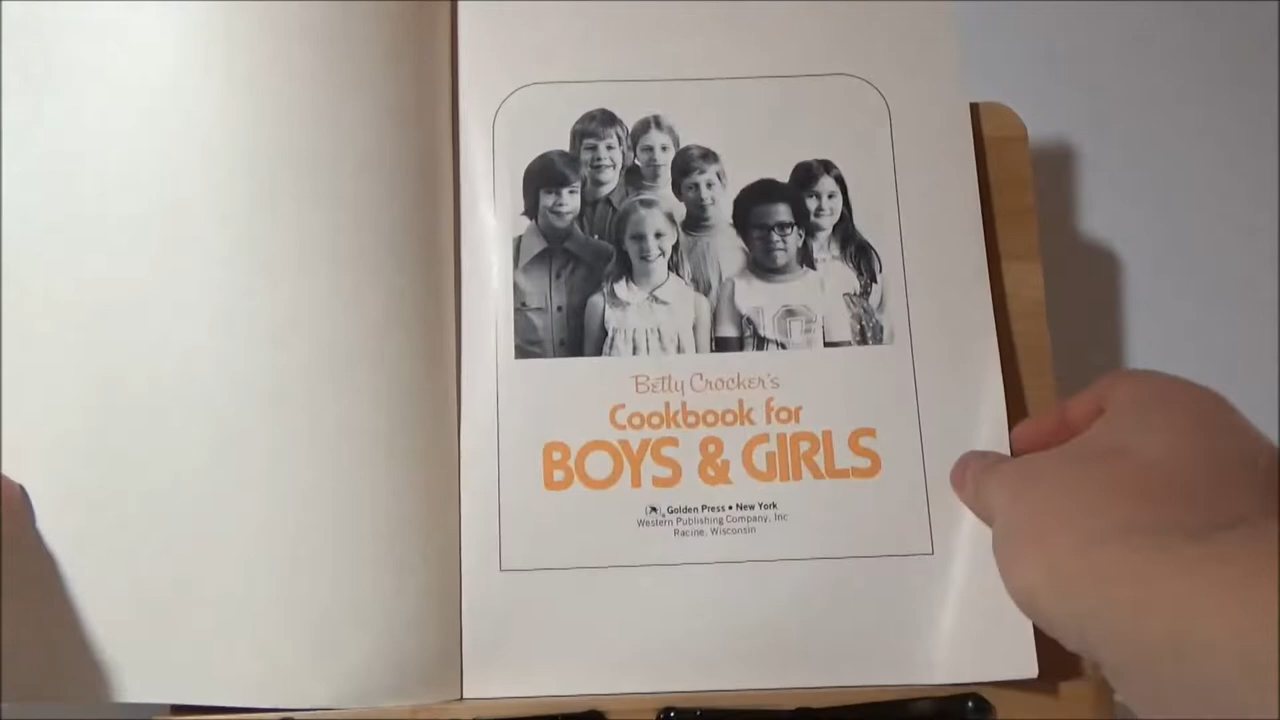 Betty Crocker's
Cookbook for
BOYS & GIRLS
Golden Press • New York
Western Publishing Company, Inc
Racine, Wisconsin